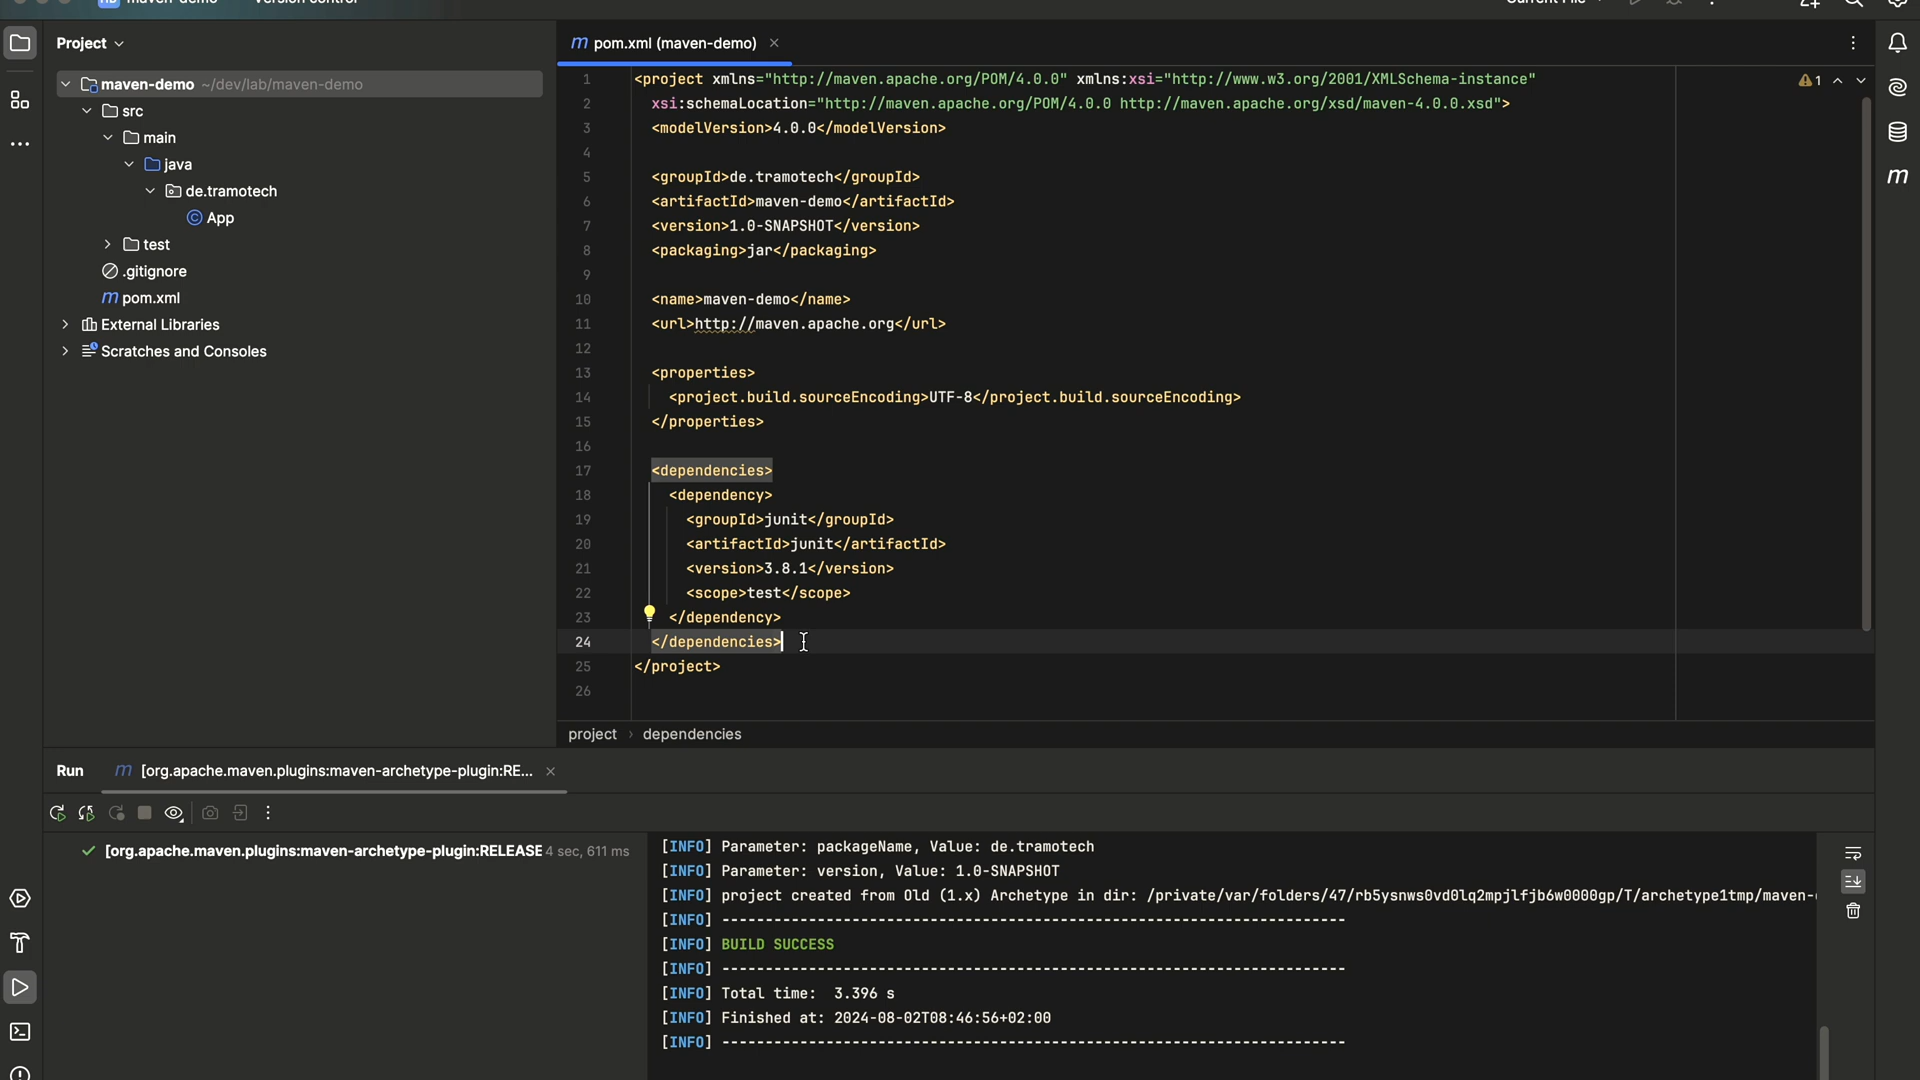 maven-demo Version control Current File
Project
maven-demo ~/dev/lab/maven-demo
src
main
java
de.tramotech
App
test
.gitignore
pom.xml
External Libraries
Scratches and Consoles
pom.xml (maven-demo)
1 <project xmlns="http://maven.apache.org/POM/4.0.0" xmlns:xsi="http://www.w3.org/2001/XMLSchema-instance" 1
2 xsi:schemaLocation="http://maven.apache.org/POM/4.0.0 http://maven.apache.org/xsd/maven-4.0.0.xsd">
3 <modelVersion>4.0.0</modelVersion>
4
5 <groupId>de.tramotech</groupId>
6 <artifactId>maven-demo</artifactId>
7 <version>1.0-SNAPSHOT</version>
8 <packaging>jar</packaging>
9
10 <name>maven-demo</name>
11 <url>http://maven.apache.org</url>
12
13 <properties>
14 <project.build.sourceEncoding>UTF-8</project.build.sourceEncoding>
15 </properties>
16
17 <dependencies>
18 <dependency>
19 <groupId>junit</groupId>
20 <artifactId>junit</artifactId>
21 <version>3.8.1</version>
22 <scope>test</scope>
23 </dependency>
24 </dependencies>
25 </project>
26
project › dependencies
Run [org.apache.maven.plugins:maven-archetype-plugin:RE...
[org.apache.maven.plugins:maven-archetype-plugin:RELEASE 4 sec, 611 ms
[INFO] Parameter: packageName, Value: de.tramotech
[INFO] Parameter: version, Value: 1.0-SNAPSHOT
[INFO] project created from Old (1.x) Archetype in dir: /private/var/folders/47/rb5ysnws0vd0lq2mpjlfjb6w0000gp/T/archetype1tmp/maven-
[INFO] ------------------------------------------------------------------------
[INFO] BUILD SUCCESS
[INFO] ------------------------------------------------------------------------
[INFO] Total time:  3.396 s
[INFO] Finished at: 2024-08-02T08:46:56+02:00
[INFO] ------------------------------------------------------------------------